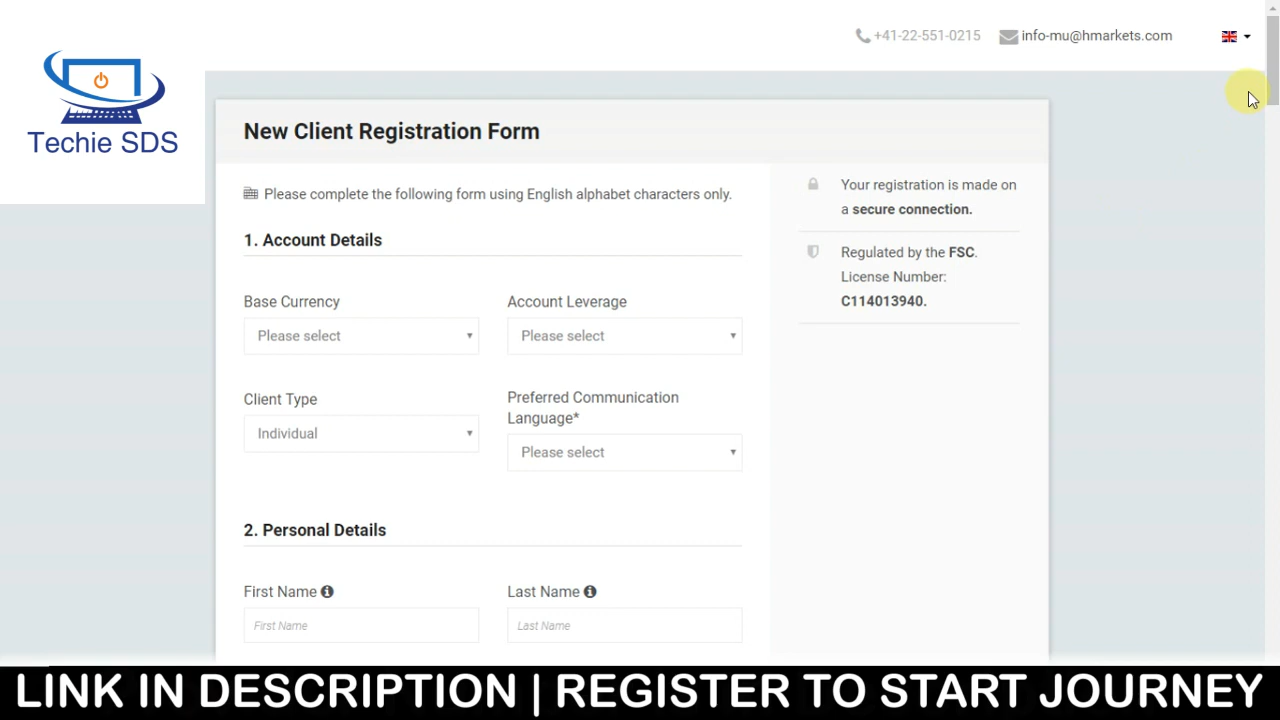 +41-22-551-0215 info-mu@hmarkets.com
Techie SDS
New Client Registration Form
Please complete the following form using English alphabet characters only.
1. Account Details
Base Currency
Account Leverage
Please select
Please select
Client Type
Preferred Communication
Language*
Individual
Please select
2. Personal Details
First Name
Last Name
First Name
Last Name
Your registration is made on
a secure connection.
Regulated by the FSC.
License Number:
C114013940.
LINK IN DESCRIPTION | REGISTER TO START JOURNEY